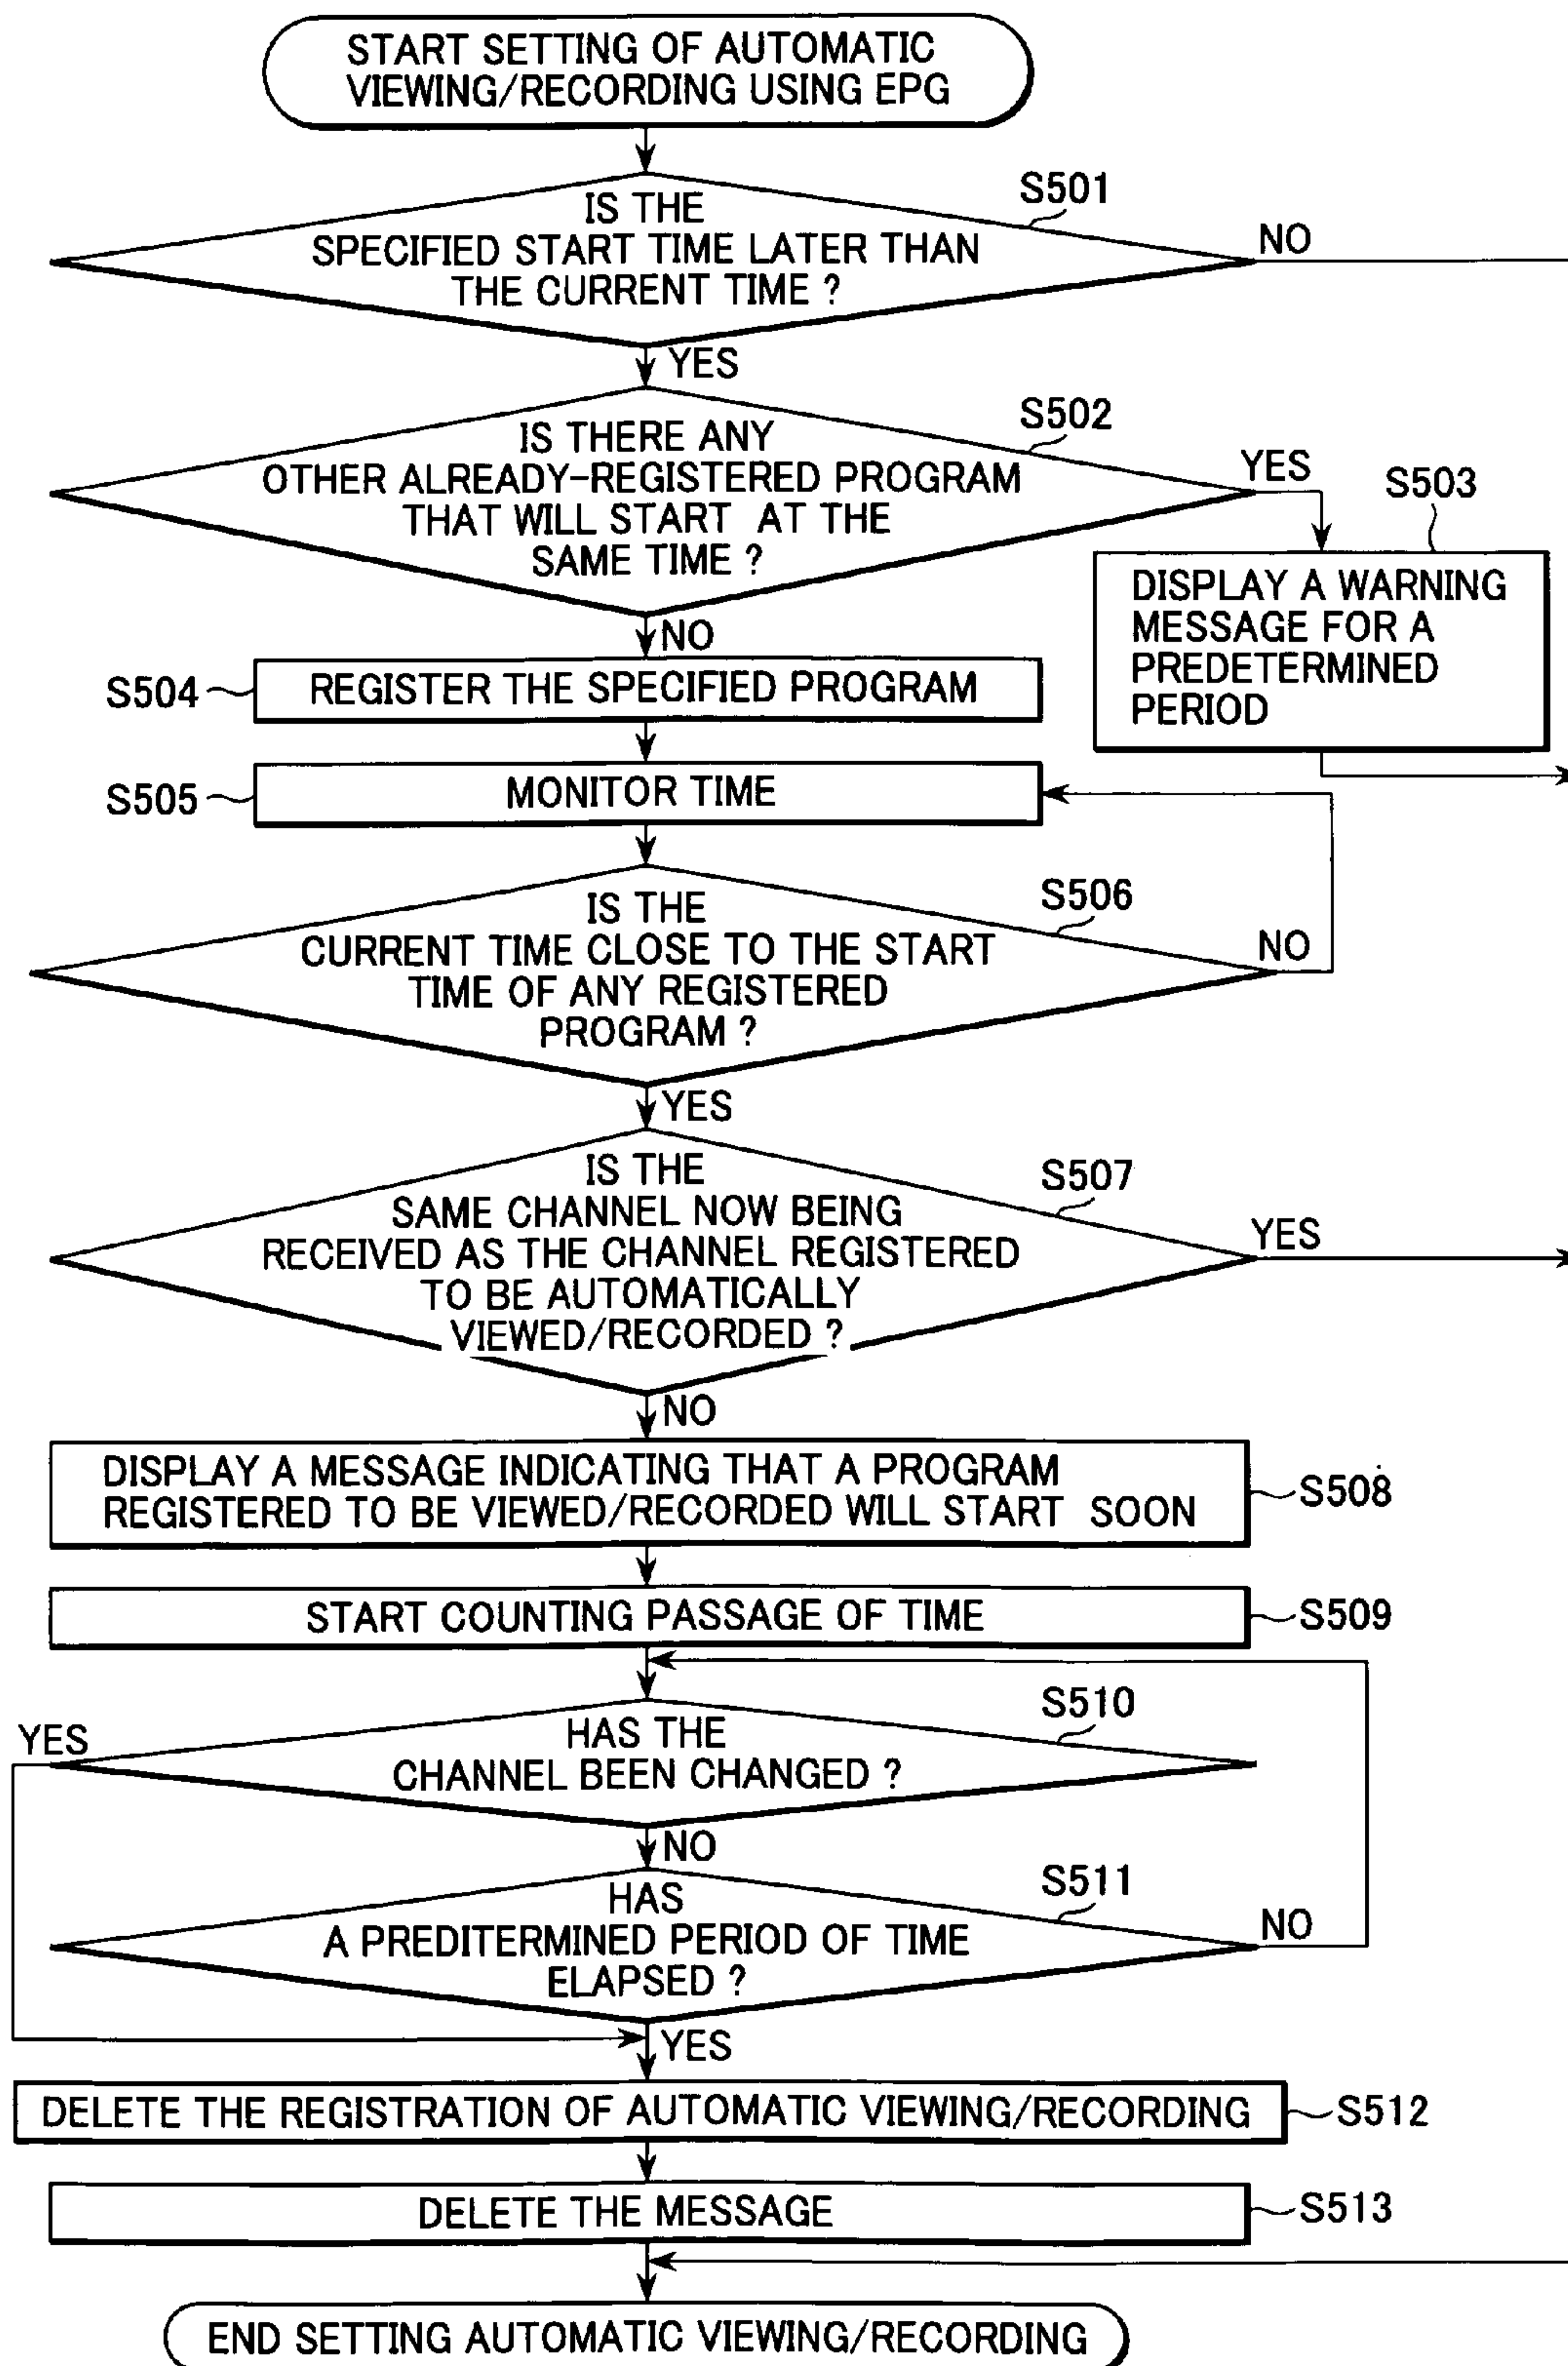 START SETTING OF AUTOMATIC
VIEWING/RECORDING USING EPG
S501
IS THE
SPECIFIED START TIME LATER THAN
THE CURRENT TIME ?
NO
YES
S502
IS THERE ANY
OTHER ALREADY-REGISTERED PROGRAM
THAT WILL START AT THE
SAME TIME ?
YES
S503
DISPLAY A WARNING
MESSAGE FOR A
PREDETERMINED
PERIOD
NO
S504
REGISTER THE SPECIFIED PROGRAM
S505
MONITOR TIME
S506
IS THE
CURRENT TIME CLOSE TO THE START
TIME OF ANY REGISTERED
PROGRAM ?
NO
YES
S507
IS THE
SAME CHANNEL NOW BEING
RECEIVED AS THE CHANNEL REGISTERED
TO BE AUTOMATICALLY
VIEWED/RECORDED ?
YES
NO
DISPLAY A MESSAGE INDICATING THAT A PROGRAM
REGISTERED TO BE VIEWED/RECORDED WILL START SOON
S508
START COUNTING PASSAGE OF TIME
S509
S510
YES
HAS THE
CHANNEL BEEN CHANGED ?
NO
S511
HAS
A PREDITERMINED PERIOD OF TIME
ELAPSED ?
NO
YES
DELETE THE REGISTRATION OF AUTOMATIC VIEWING/RECORDING
S512
DELETE THE MESSAGE
S513
END SETTING AUTOMATIC VIEWING/RECORDING